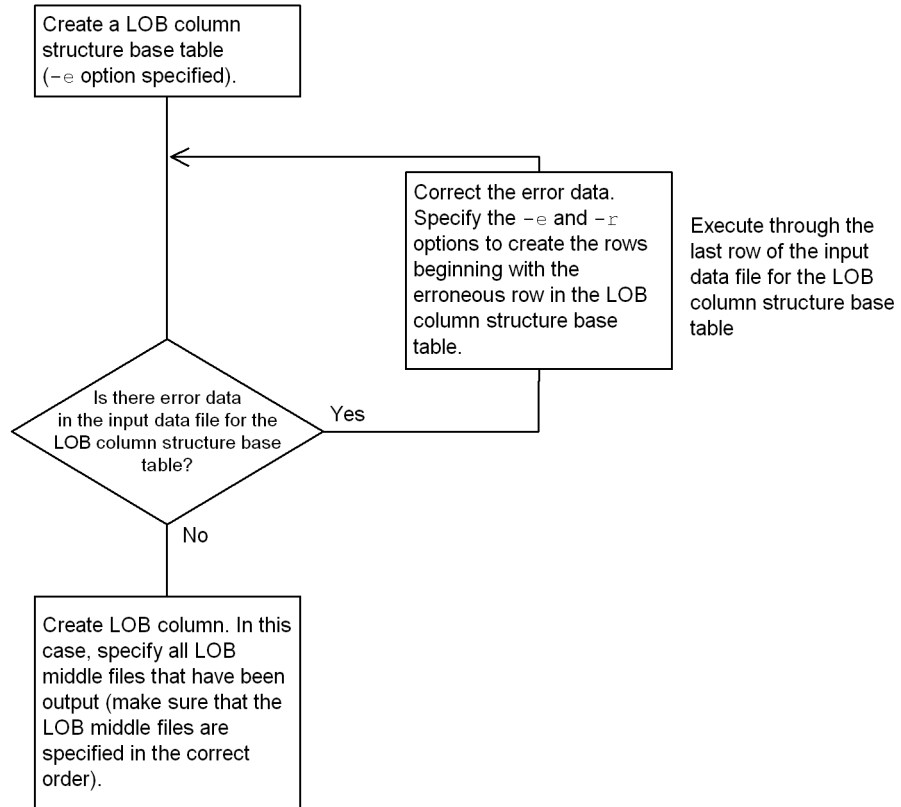 Create a LOB column
structure base table
(-e option specified).
Correct the error data.
Specify the -e and -r
options to create the rows
beginning with the
erroneous row in the LOB
column structure base
table.
Execute through the
last row of the input
data file for the LOB
column structure base
table
Is there error data
in the input data file for the
LOB column structure base
table?
Yes
No
Create LOB column. In this
case, specify all LOB
middle files that have been
output (make sure that the
LOB middle files are
specified in the correct
order).